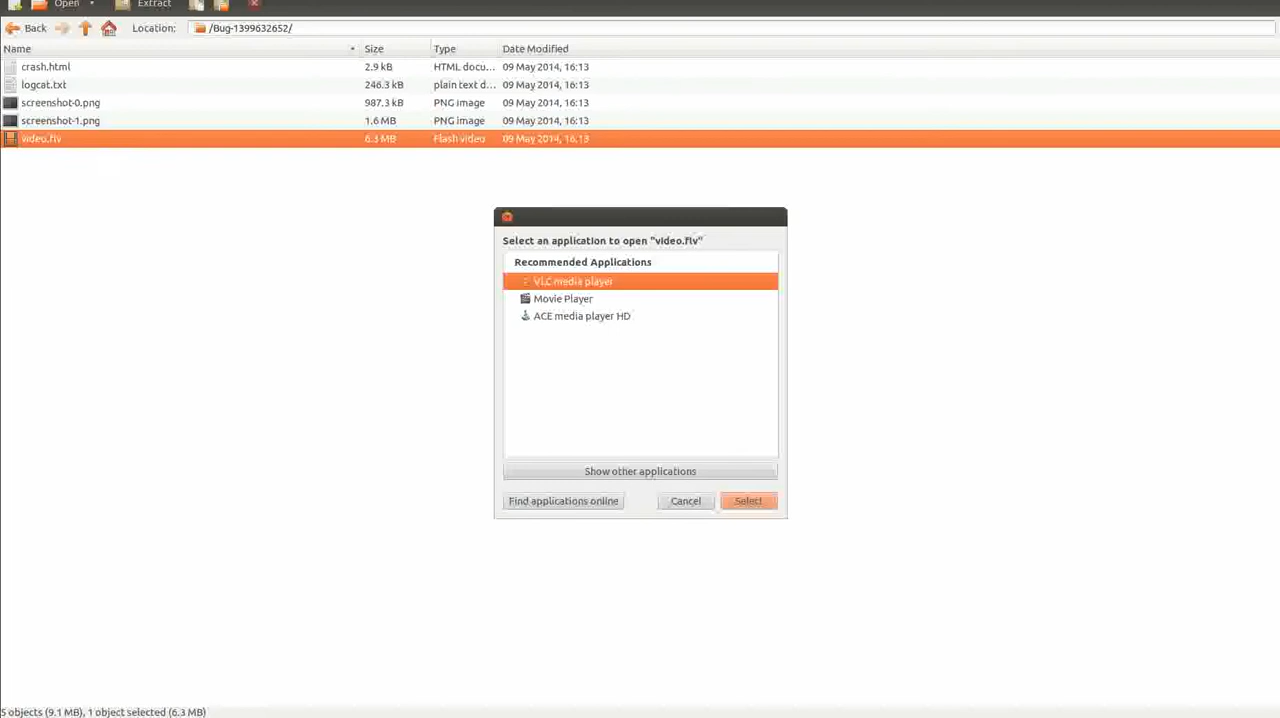 Open Extract
Back Location: /Bug-1399632652/
Name Size Type Date Modified
crash.html 2.9 kB HTML docu... 09 May 2014, 16:13
logcat.txt 246.3 kB plain text d... 09 May 2014, 16:13
screenshot-0.png 987.3 kB PNG image 09 May 2014, 16:13
screenshot-1.png 1.6 MB PNG image 09 May 2014, 16:13
video.flv 6.3 MB Flash video 09 May 2014, 16:13
Select an application to open "video.flv"
Recommended Applications
VLC media player
Movie Player
ACE media player HD
Show other applications
Find applications online Cancel Select
5 objects (9.1 MB), 1 object selected (6.3 MB)